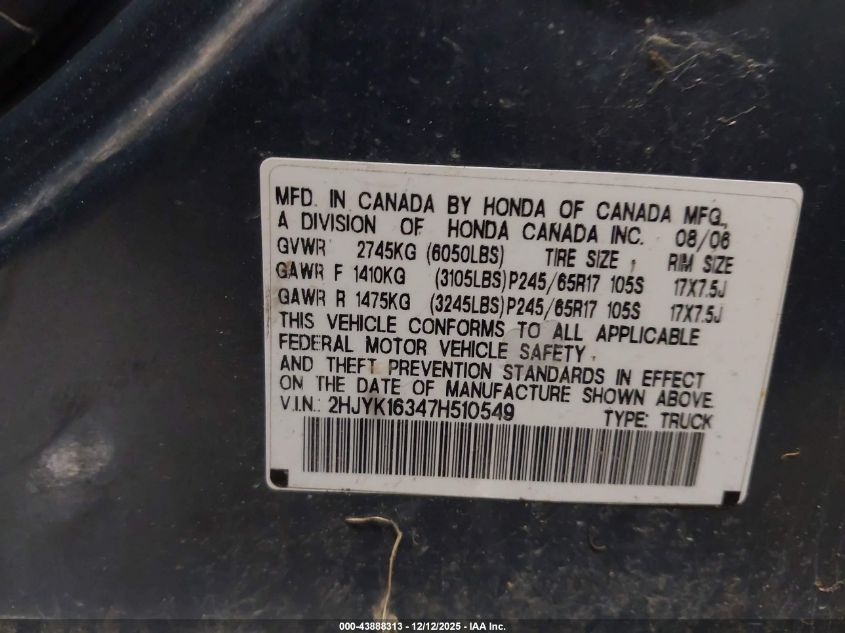 MFD. IN CANADA BY HONDA OF CANADA MFG.,
A DIVISION OF HONDA CANADA INC. 08/06
GVWR 2745KG (6050LBS) TIRE SIZE RIM SIZE
GAWR F 1410KG (3105LBS) P245/65R17 105S 17X7.5J
GAWR R 1475KG (3245LBS) P245/65R17 105S 17X7.5J
THIS VEHICLE CONFORMS TO ALL APPLICABLE
FEDERAL MOTOR VEHICLE SAFETY
AND THEFT PREVENTION STANDARDS IN EFFECT
ON THE DATE OF MANUFACTURE SHOWN ABOVE.
V.I.N.: 2HJYK16347H510549 TYPE: TRUCK
000-43888313 - 12/12/2025 - IAA Inc.